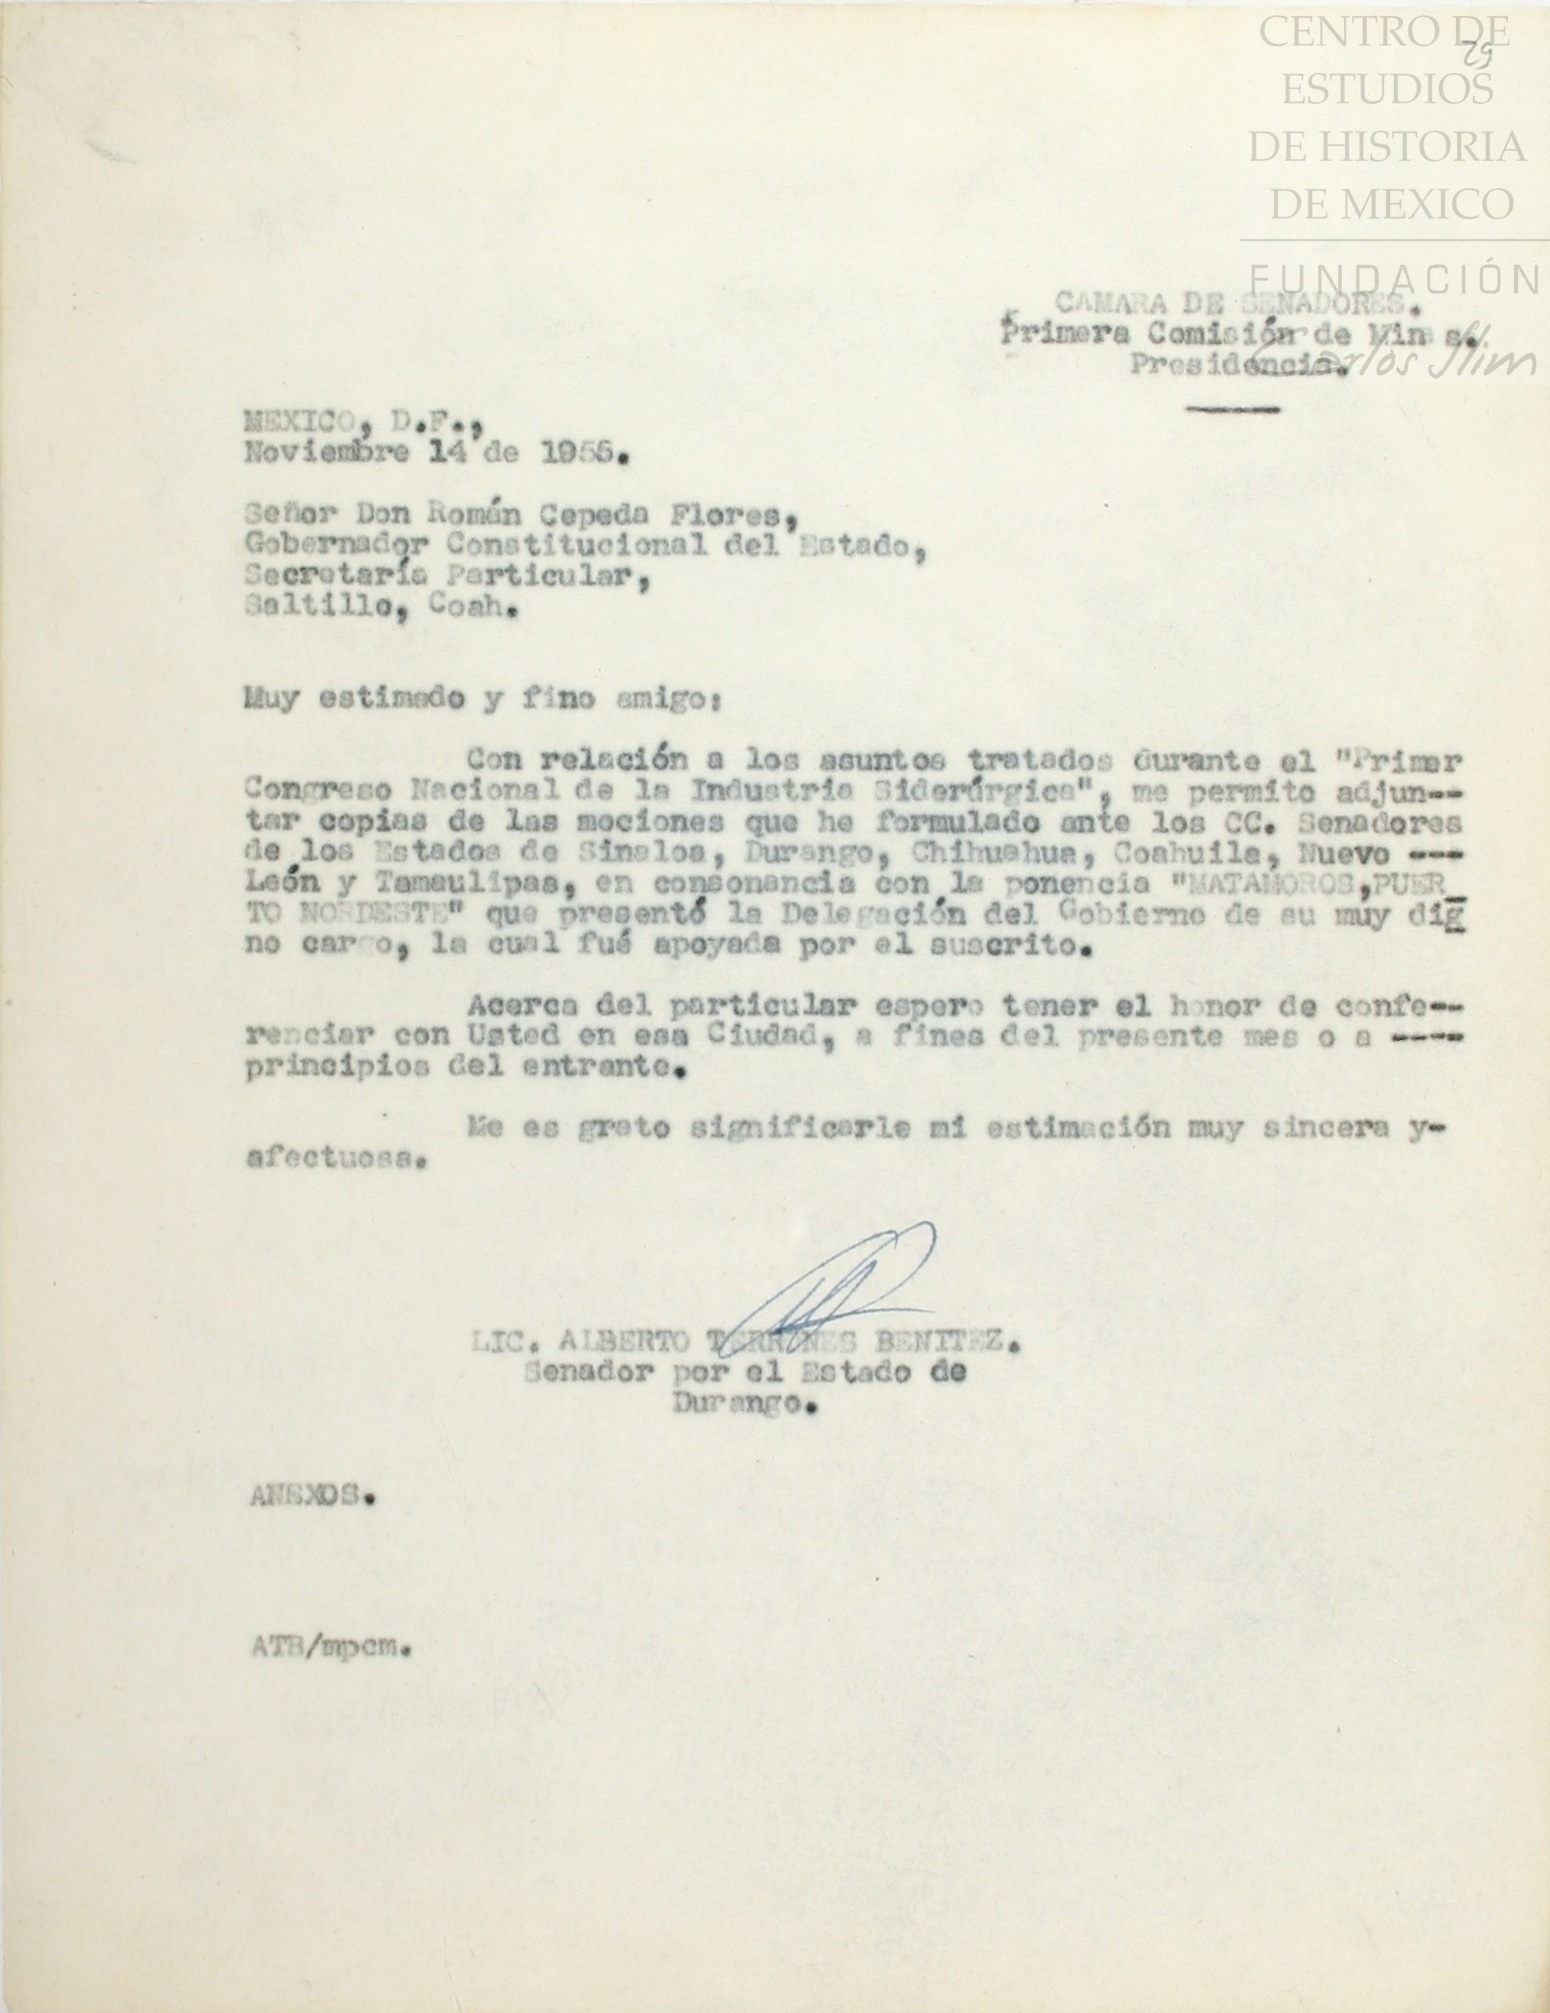 CENTRO DE
ESTUDIOS
DE HISTORIA
DE MEXICO
FUNDACIÓN
Carlos Slim
29
CAMARA DE SENADORES.
Primera Comisión de Minas.
Presidencia.
MEXICO, D.F.,
Noviembre 14 de 1955.
Señor Don Román Cepeda Flores,
Gobernador Constitucional del Estado,
Secretaría Particular,
Saltillo, Coah.
Muy estimado y fino amigo:
Con relación a los asuntos tratados durante el "Primer
Congreso Nacional de la Industria Siderúrgica", me permito adjun--
tar copias de las mociones que he formulado ante los CC. Senadores
de los Estados de Sinaloa, Durango, Chihuahua, Coahuila, Nuevo ---
León y Tamaulipas, en consonancia con la ponencia "MATAMOROS,PUER_
TO NORDESTE" que presentó la Delegación del Gobierno de su muy dig
no cargo, la cual fué apoyada por el suscrito.
Acerca del particular espero tener el honor de confe--
renciar con Usted en esa Ciudad, a fines del presente mes o a ----
principios del entrante.
Me es grato significarle mi estimación muy sincera y-
afectuosa.
LIC. ALBERTO TERRONES BENITEZ.
Senador por el Estado de
Durango.
ANEXOS.
ATB/mpcm.